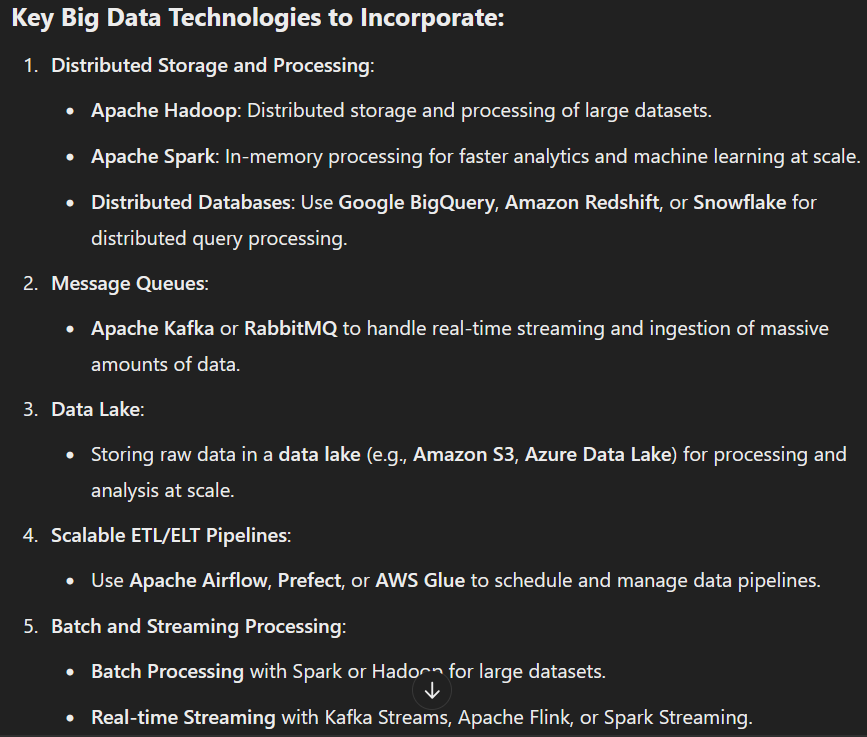 Key Big Data Technologies to Incorporate:
1. Distributed Storage and Processing:
• Apache Hadoop: Distributed storage and processing of large datasets.
• Apache Spark: In-memory processing for faster analytics and machine learning at scale.
• Distributed Databases: Use Google BigQuery, Amazon Redshift, or Snowflake for
distributed query processing.
2. Message Queues:
• Apache Kafka or RabbitMQ to handle real-time streaming and ingestion of massive
amounts of data.
3. Data Lake:
• Storing raw data in a data lake (e.g., Amazon S3, Azure Data Lake) for processing and
analysis at scale.
4. Scalable ETL/ELT Pipelines:
• Use Apache Airflow, Prefect, or AWS Glue to schedule and manage data pipelines.
5. Batch and Streaming Processing:
• Batch Processing with Spark or Hadoop for large datasets.
• Real-time Streaming with Kafka Streams, Apache Flink, or Spark Streaming.